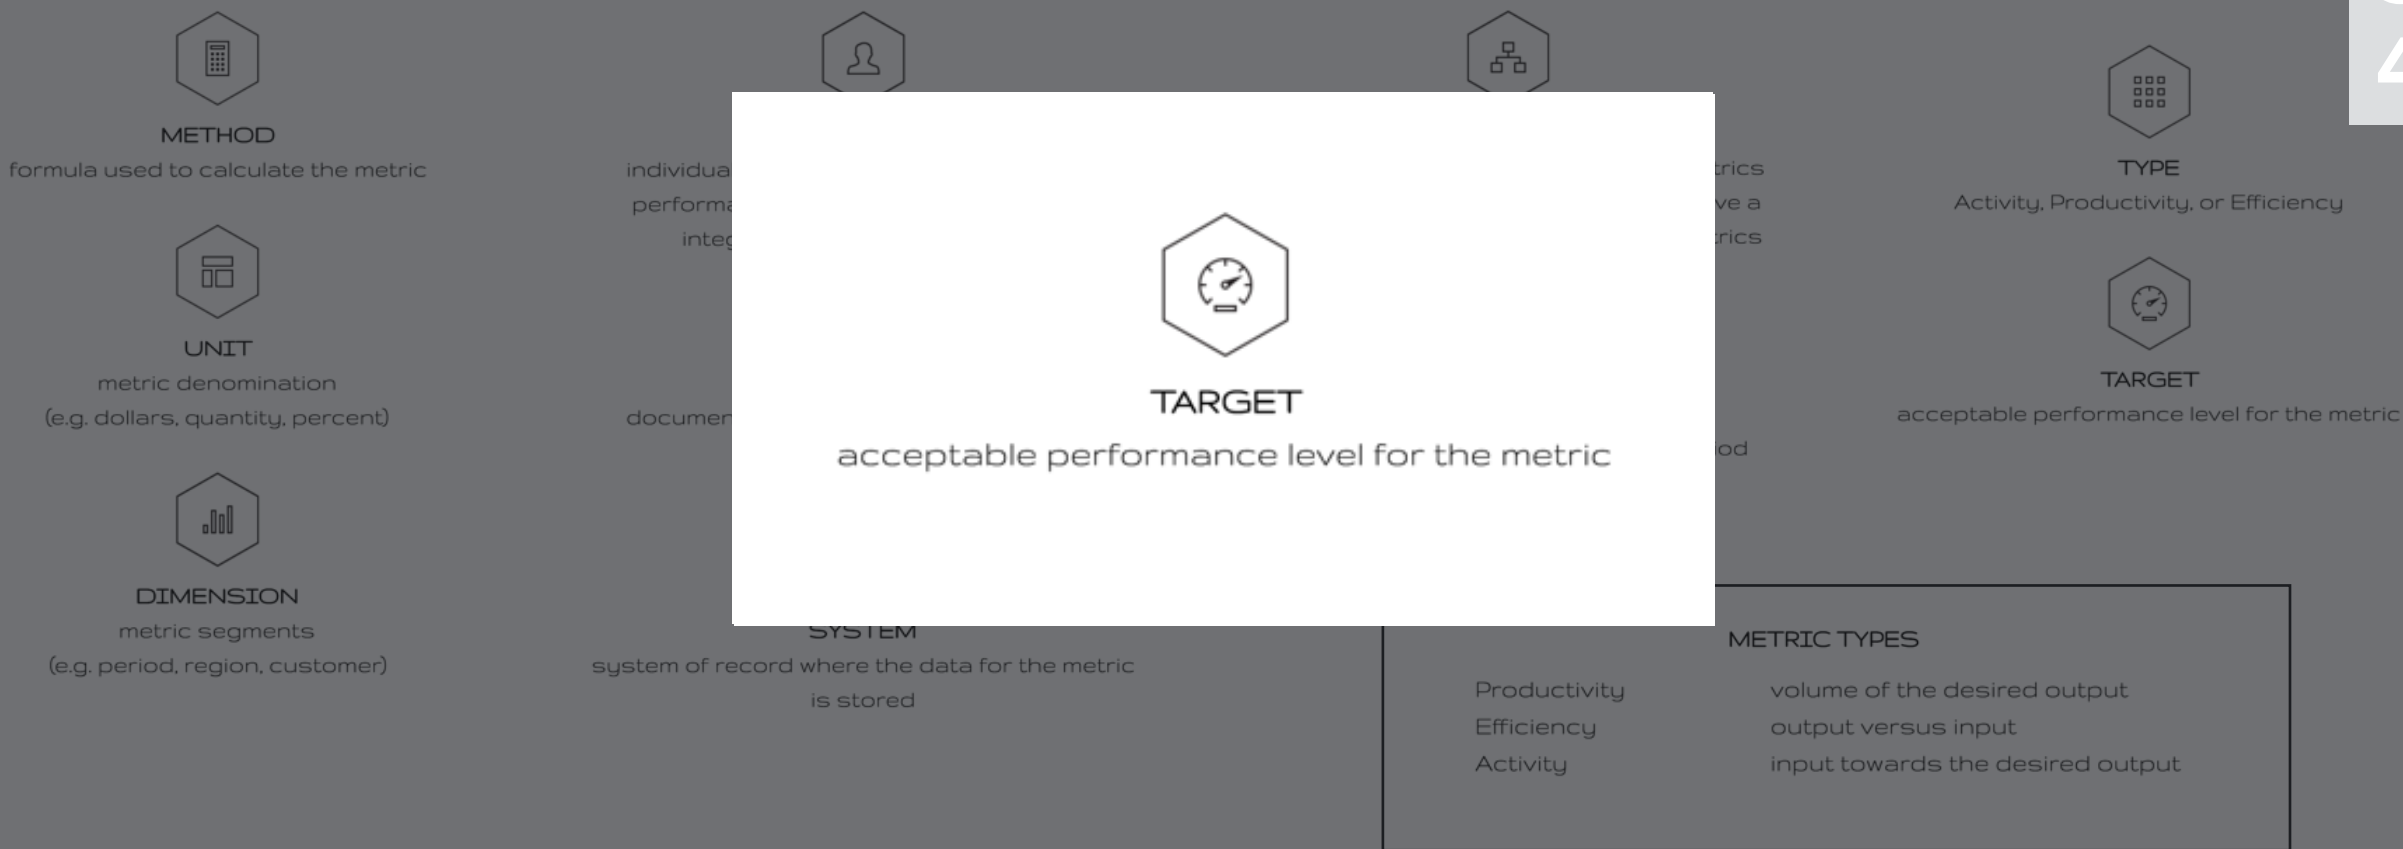 METHOD
formula used to calculate the metric
UNIT
metric denomination
(e.g. dollars, quantity, percent)
DIMENSION
metric segments
(e.g. period, region, customer)
SYSTEM
system of record where the data for the metric
is stored
TARGET
acceptable performance level for the metric
ve a
TYPE
Activity, Productivity, or Efficiency
TARGET
acceptable performance level for the metric
METRIC TYPES
Productivity volume of the desired output
Efficiency output versus input
Activity input towards the desired output